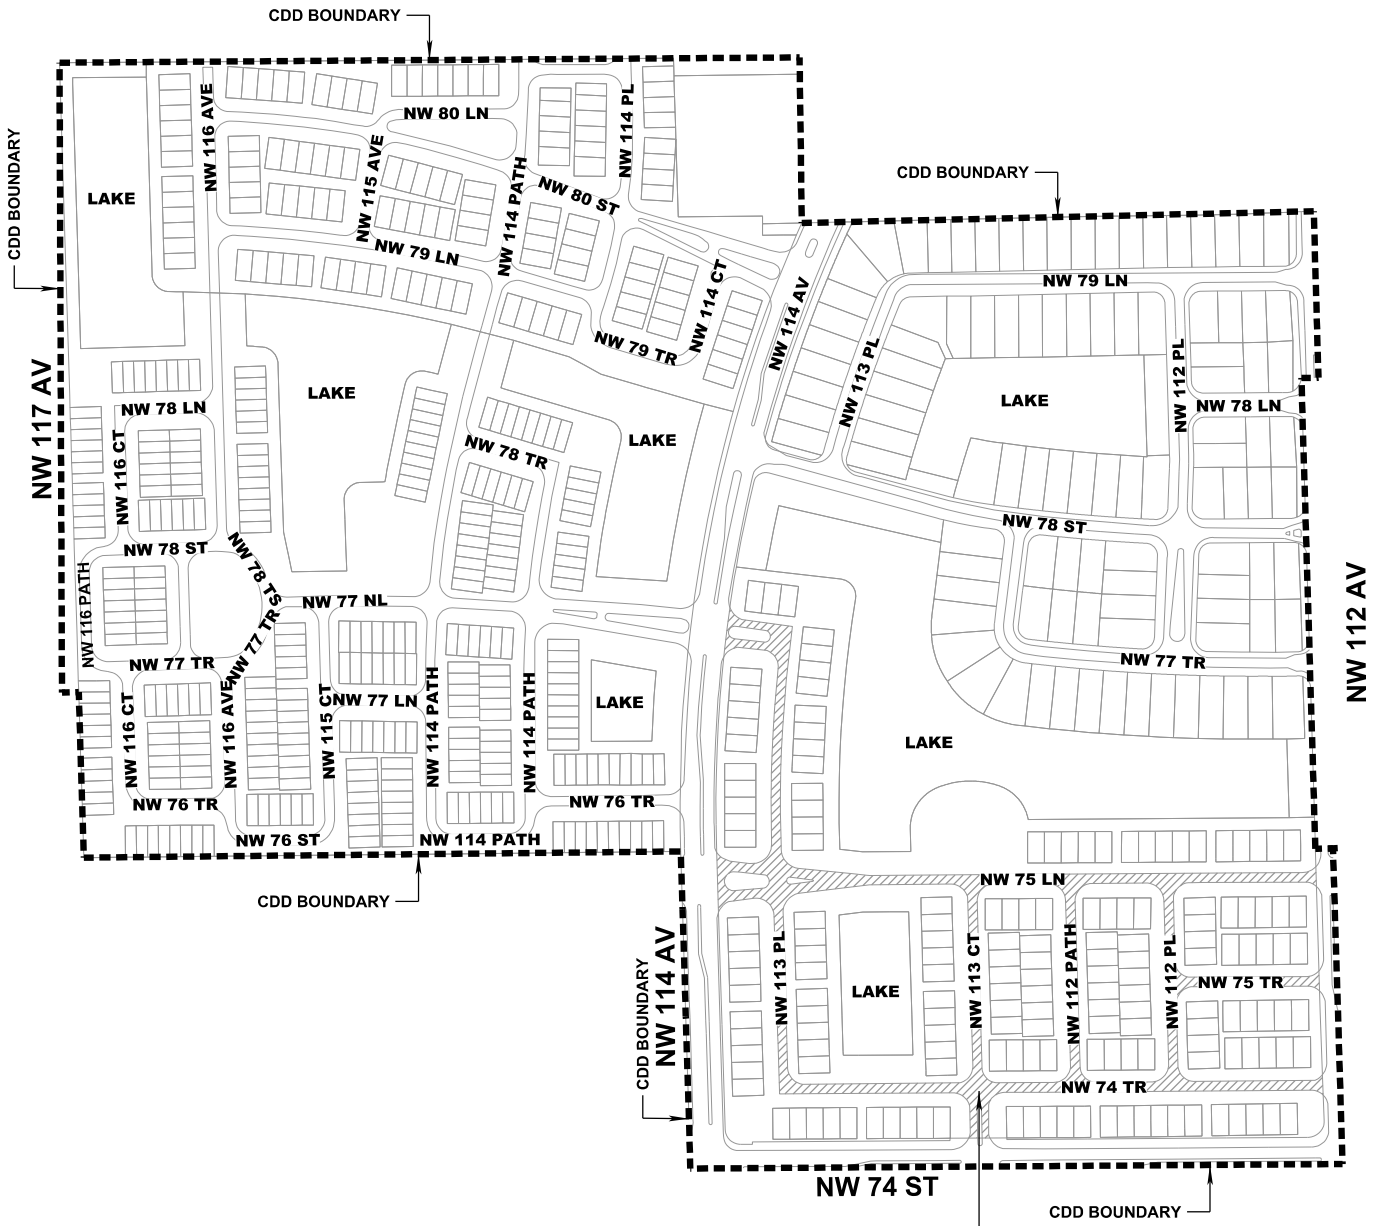 CDD BOUNDARY
CDD BOUNDARY
CDD BOUNDARY
NW 117 AV
LAKE
NW 116 AVE
NW 80 LN
NW 114 PL
NW 115 AVE
NW 114 PATH
NW 80 ST
NW 79 LN
NW 114 CT
NW 79 TR
NW 114 AV
NW 79 LN
NW 113 PL
NW 112 PL
LAKE
LAKE
LAKE
NW 78 LN
NW 78 LN
NW 116 CT
NW 78 TR
NW 78 ST
NW 78 ST
NW 78 TS
NW 116 PATH
NW 77 NL
NW 77 TR
NW 77 TR
NW 77 TR
NW 112 AV
NW 116 CT
NW 116 AVE
NW 115 CT
NW 77 LN
NW 114 PATH
NW 114 PATH
LAKE
LAKE
NW 76 TR
NW 76 TR
NW 76 ST
NW 114 PATH
CDD BOUNDARY
NW 75 LN
NW 114 AV
CDD BOUNDARY
NW 113 PL
LAKE
NW 113 CT
NW 112 PATH
NW 112 PL
NW 75 TR
NW 74 TR
NW 74 ST
CDD BOUNDARY